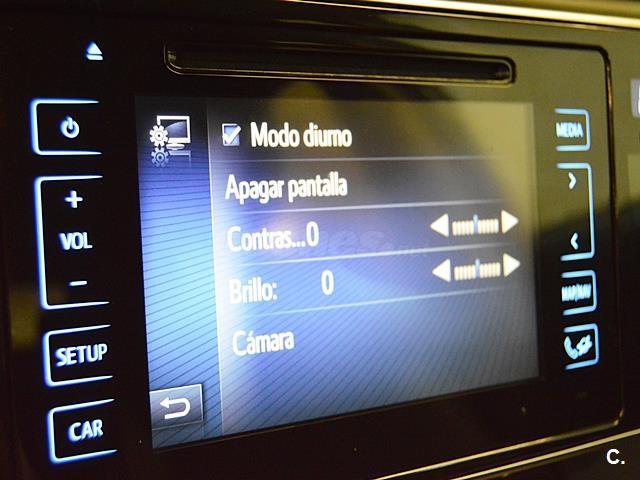 VOL
SETUP
CAR
Modo diurno
Apagar pantalla
Contras...0
Brillo: 0
Cámara
MEDIA
MAP/NAV
C.